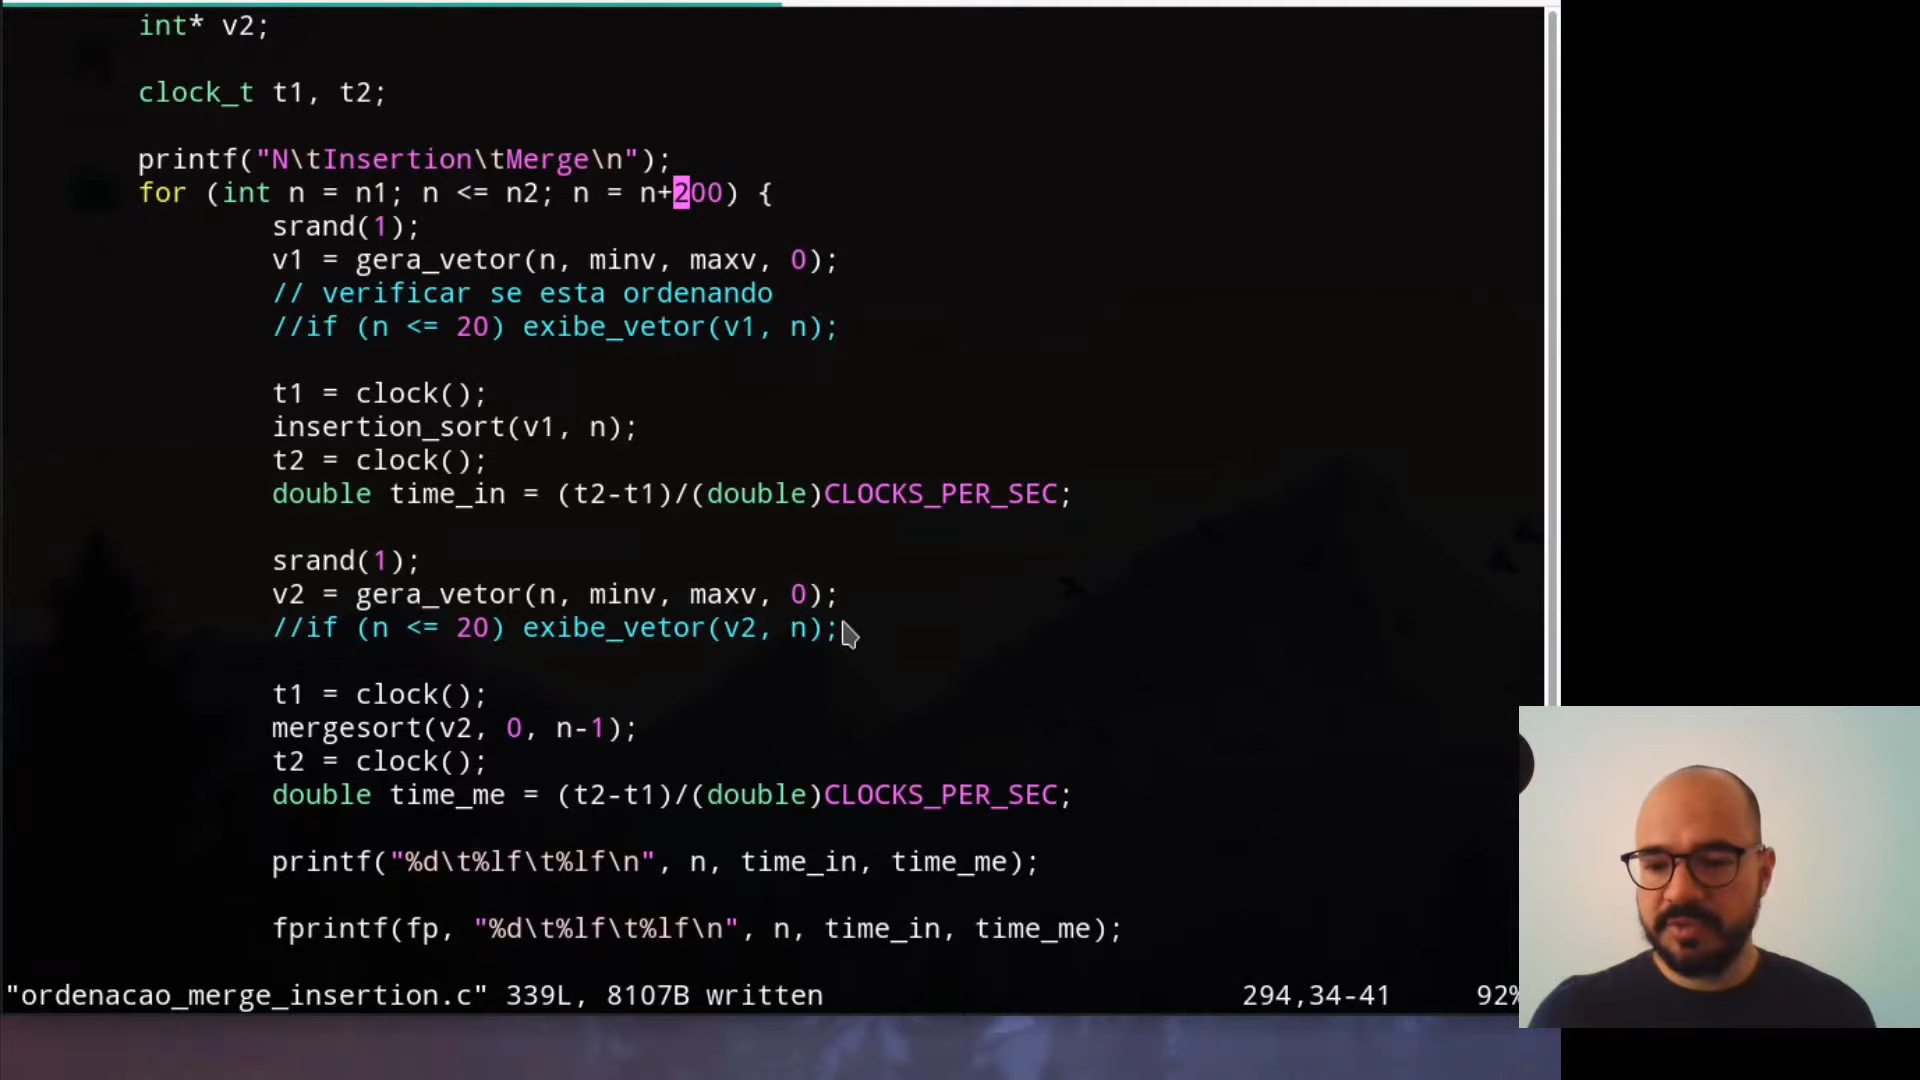 int* v2;
clock_t t1, t2;
printf("N\tInsertion\tMerge\n");
for (int n = n1; n <= n2; n = n+200) {
srand(1);
v1 = gera_vetor(n, minv, maxv, 0);
// verificar se esta ordenando
//if (n <= 20) exibe_vetor(v1, n);
t1 = clock();
insertion_sort(v1, n);
t2 = clock();
double time_in = (t2-t1)/(double)CLOCKS_PER_SEC;
srand(1);
v2 = gera_vetor(n, minv, maxv, 0);
//if (n <= 20) exibe_vetor(v2, n);
t1 = clock();
mergesort(v2, 0, n-1);
t2 = clock();
double time_me = (t2-t1)/(double)CLOCKS_PER_SEC;
printf("%d\t%lf\t%lf\n", n, time_in, time_me);
fprintf(fp, "%d\t%lf\t%lf\n", n, time_in, time_me);
"ordenacao_merge_insertion.c" 339L, 8107B written 294,34-41 92%